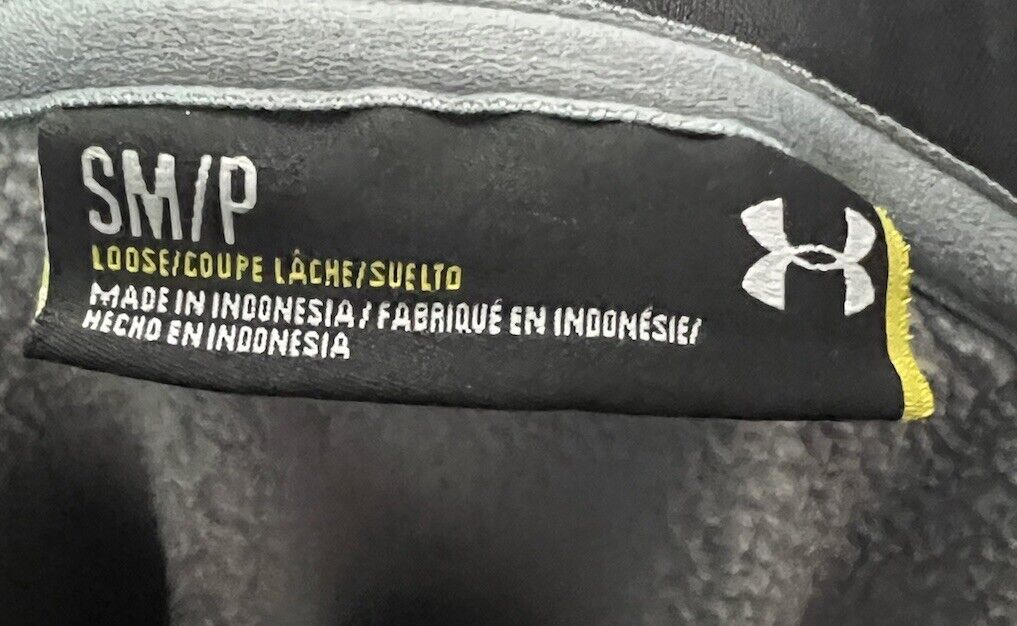 SM/P
LOOSE/COUPE LÂCHE/SUELTO
MADE IN INDONESIA / FABRIQUÉ EN INDONÉSIE/
HECHO EN INDONESIA